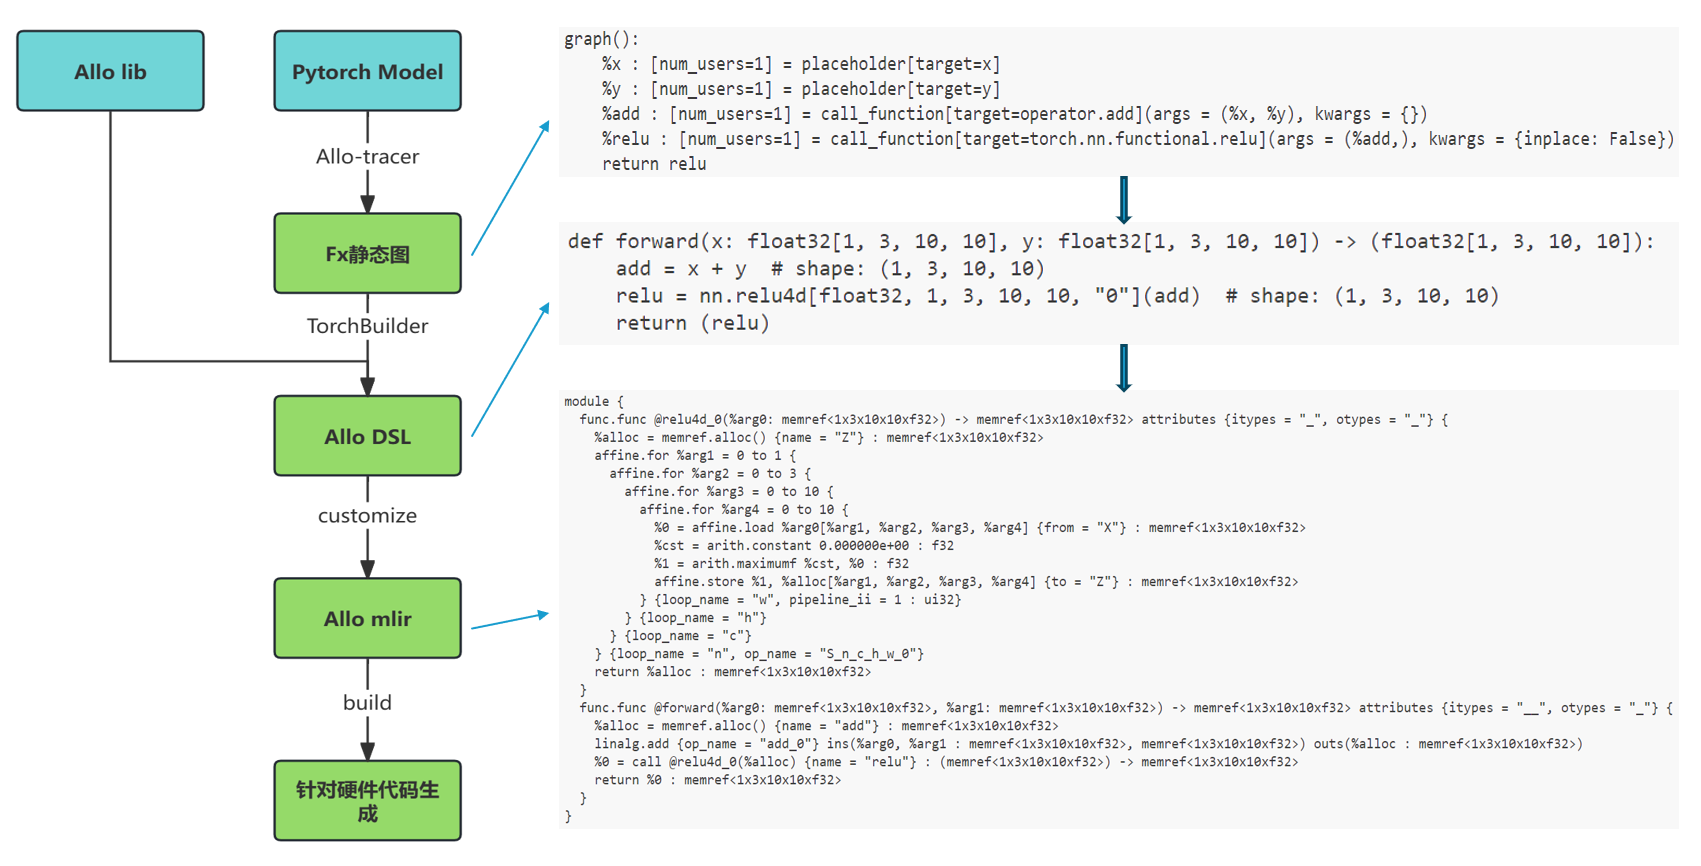 Allo lib
Pytorch Model
Allo-tracer
Fx静态图
TorchBuilder
Allo DSL
customize
Allo mlir
build
针对硬件代码生
成
graph():
    %x : [num_users=1] = placeholder[target=x]
    %y : [num_users=1] = placeholder[target=y]
    %add : [num_users=1] = call_function[target=operator.add](args = (%x, %y), kwargs = {})
    %relu : [num_users=1] = call_function[target=torch.nn.functional.relu](args = (%add,), kwargs = {inplace: False})
    return relu
def forward(x: float32[1, 3, 10, 10], y: float32[1, 3, 10, 10]) -> (float32[1, 3, 10, 10]):
    add = x + y  # shape: (1, 3, 10, 10)
    relu = nn.relu4d[float32, 1, 3, 10, 10, "0"](add)  # shape: (1, 3, 10, 10)
    return (relu)
module {
  func.func @relu4d_0(%arg0: memref<1x3x10x10xf32>) -> memref<1x3x10x10xf32> attributes {itypes = "_", otypes = "_"} {
    %alloc = memref.alloc() {name = "Z"} : memref<1x3x10x10xf32>
    affine.for %arg1 = 0 to 1 {
      affine.for %arg2 = 0 to 3 {
        affine.for %arg3 = 0 to 10 {
          affine.for %arg4 = 0 to 10 {
            %0 = affine.load %arg0[%arg1, %arg2, %arg3, %arg4] {from = "X"} : memref<1x3x10x10xf32>
            %cst = arith.constant 0.000000e+00 : f32
            %1 = arith.maximumf %cst, %0 : f32
            affine.store %1, %alloc[%arg1, %arg2, %arg3, %arg4] {to = "Z"} : memref<1x3x10x10xf32>
          } {loop_name = "w", pipeline_ii = 1 : ui32}
        } {loop_name = "h"}
      } {loop_name = "c"}
    } {loop_name = "n", op_name = "S_n_c_h_w_0"}
    return %alloc : memref<1x3x10x10xf32>
  }
  func.func @forward(%arg0: memref<1x3x10x10xf32>, %arg1: memref<1x3x10x10xf32>) -> memref<1x3x10x10xf32> attributes {itypes = "__", otypes = "_"} {
    %alloc = memref.alloc() {name = "add"} : memref<1x3x10x10xf32>
    linalg.add {op_name = "add_0"} ins(%arg0, %arg1 : memref<1x3x10x10xf32>, memref<1x3x10x10xf32>) outs(%alloc : memref<1x3x10x10xf32>)
    %0 = call @relu4d_0(%alloc) {name = "relu"} : (memref<1x3x10x10xf32>) -> memref<1x3x10x10xf32>
    return %0 : memref<1x3x10x10xf32>
  }
}